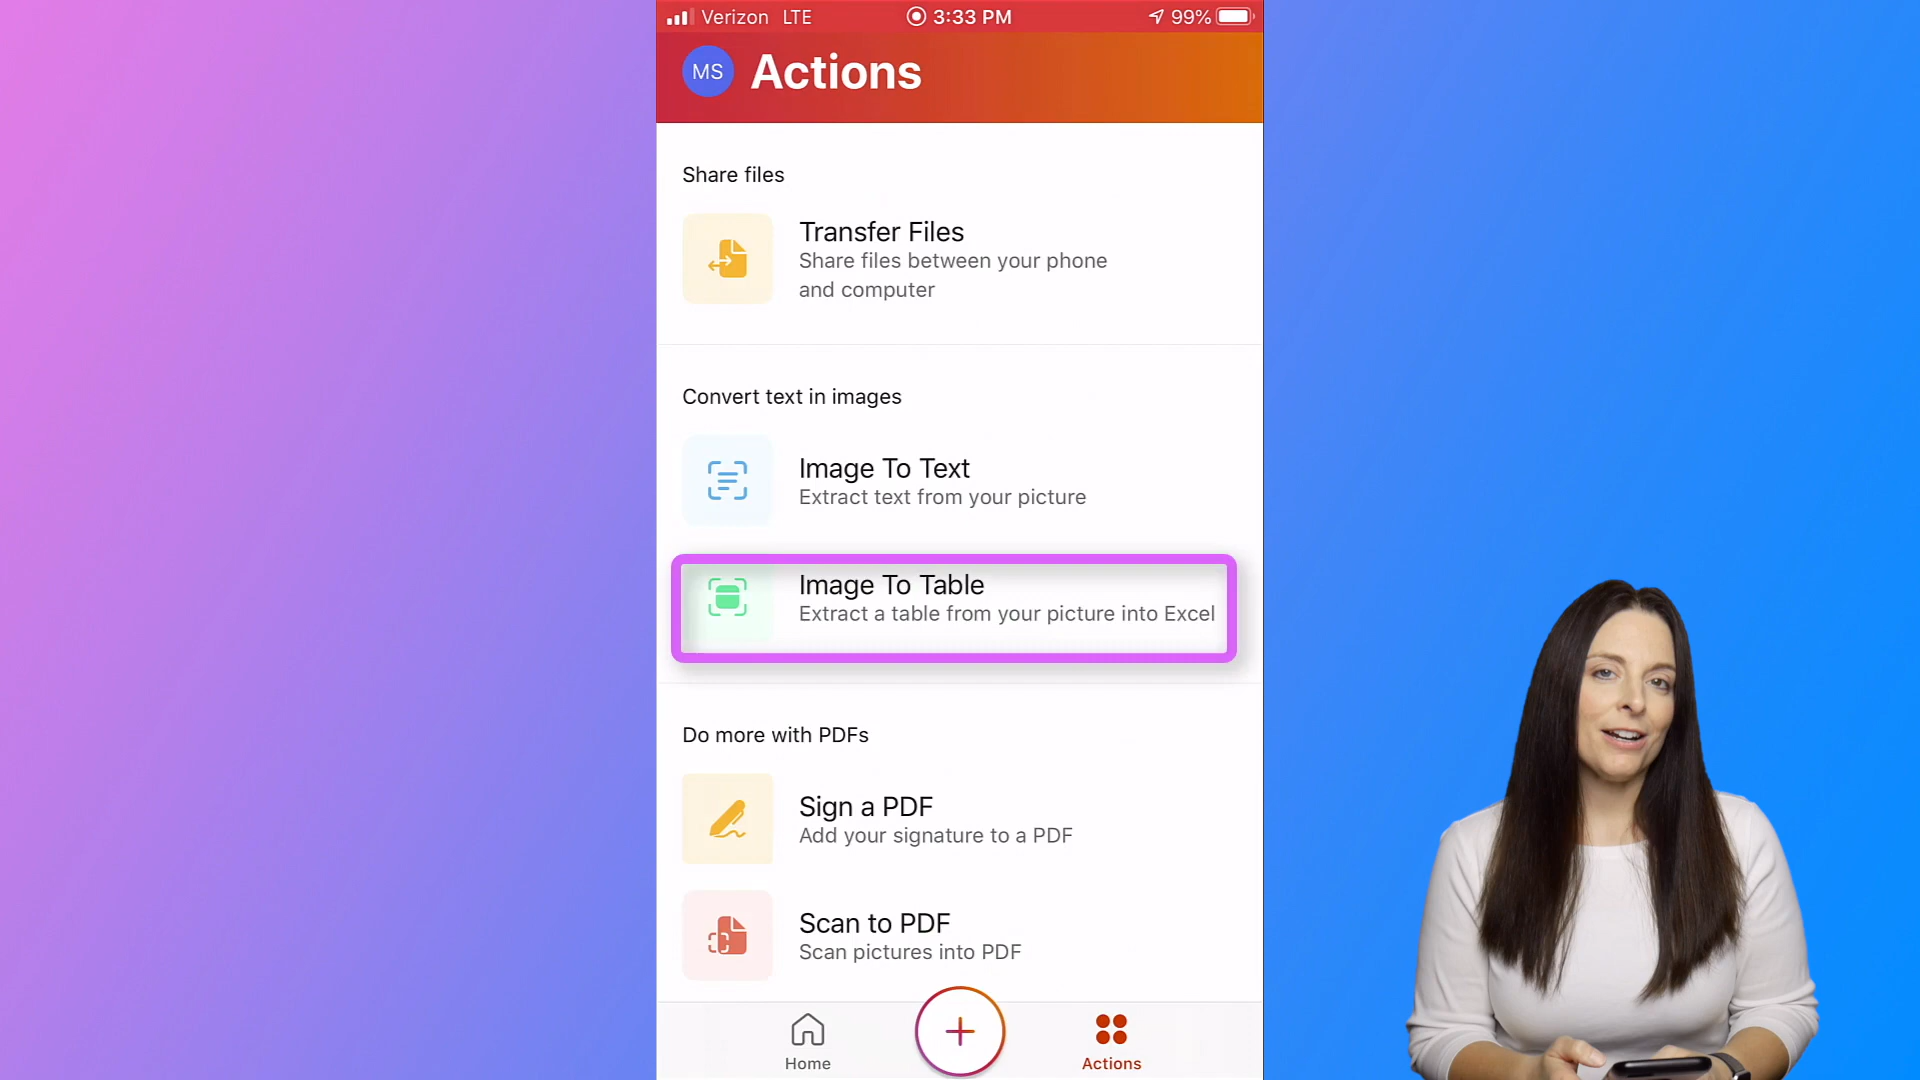 Verizon LTE 3:33 PM 99%
MS Actions
Share files
Transfer Files
Share files between your phone
and computer
Convert text in images
Image To Text
Extract text from your picture
Image To Table
Extract a table from your picture into Excel
Do more with PDFs
Sign a PDF
Add your signature to a PDF
Scan to PDF
Scan pictures into PDF
Home
Actions